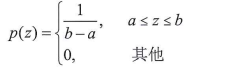 p(z) = { 1/(b-a), a ≤ z ≤ b
0, 其他